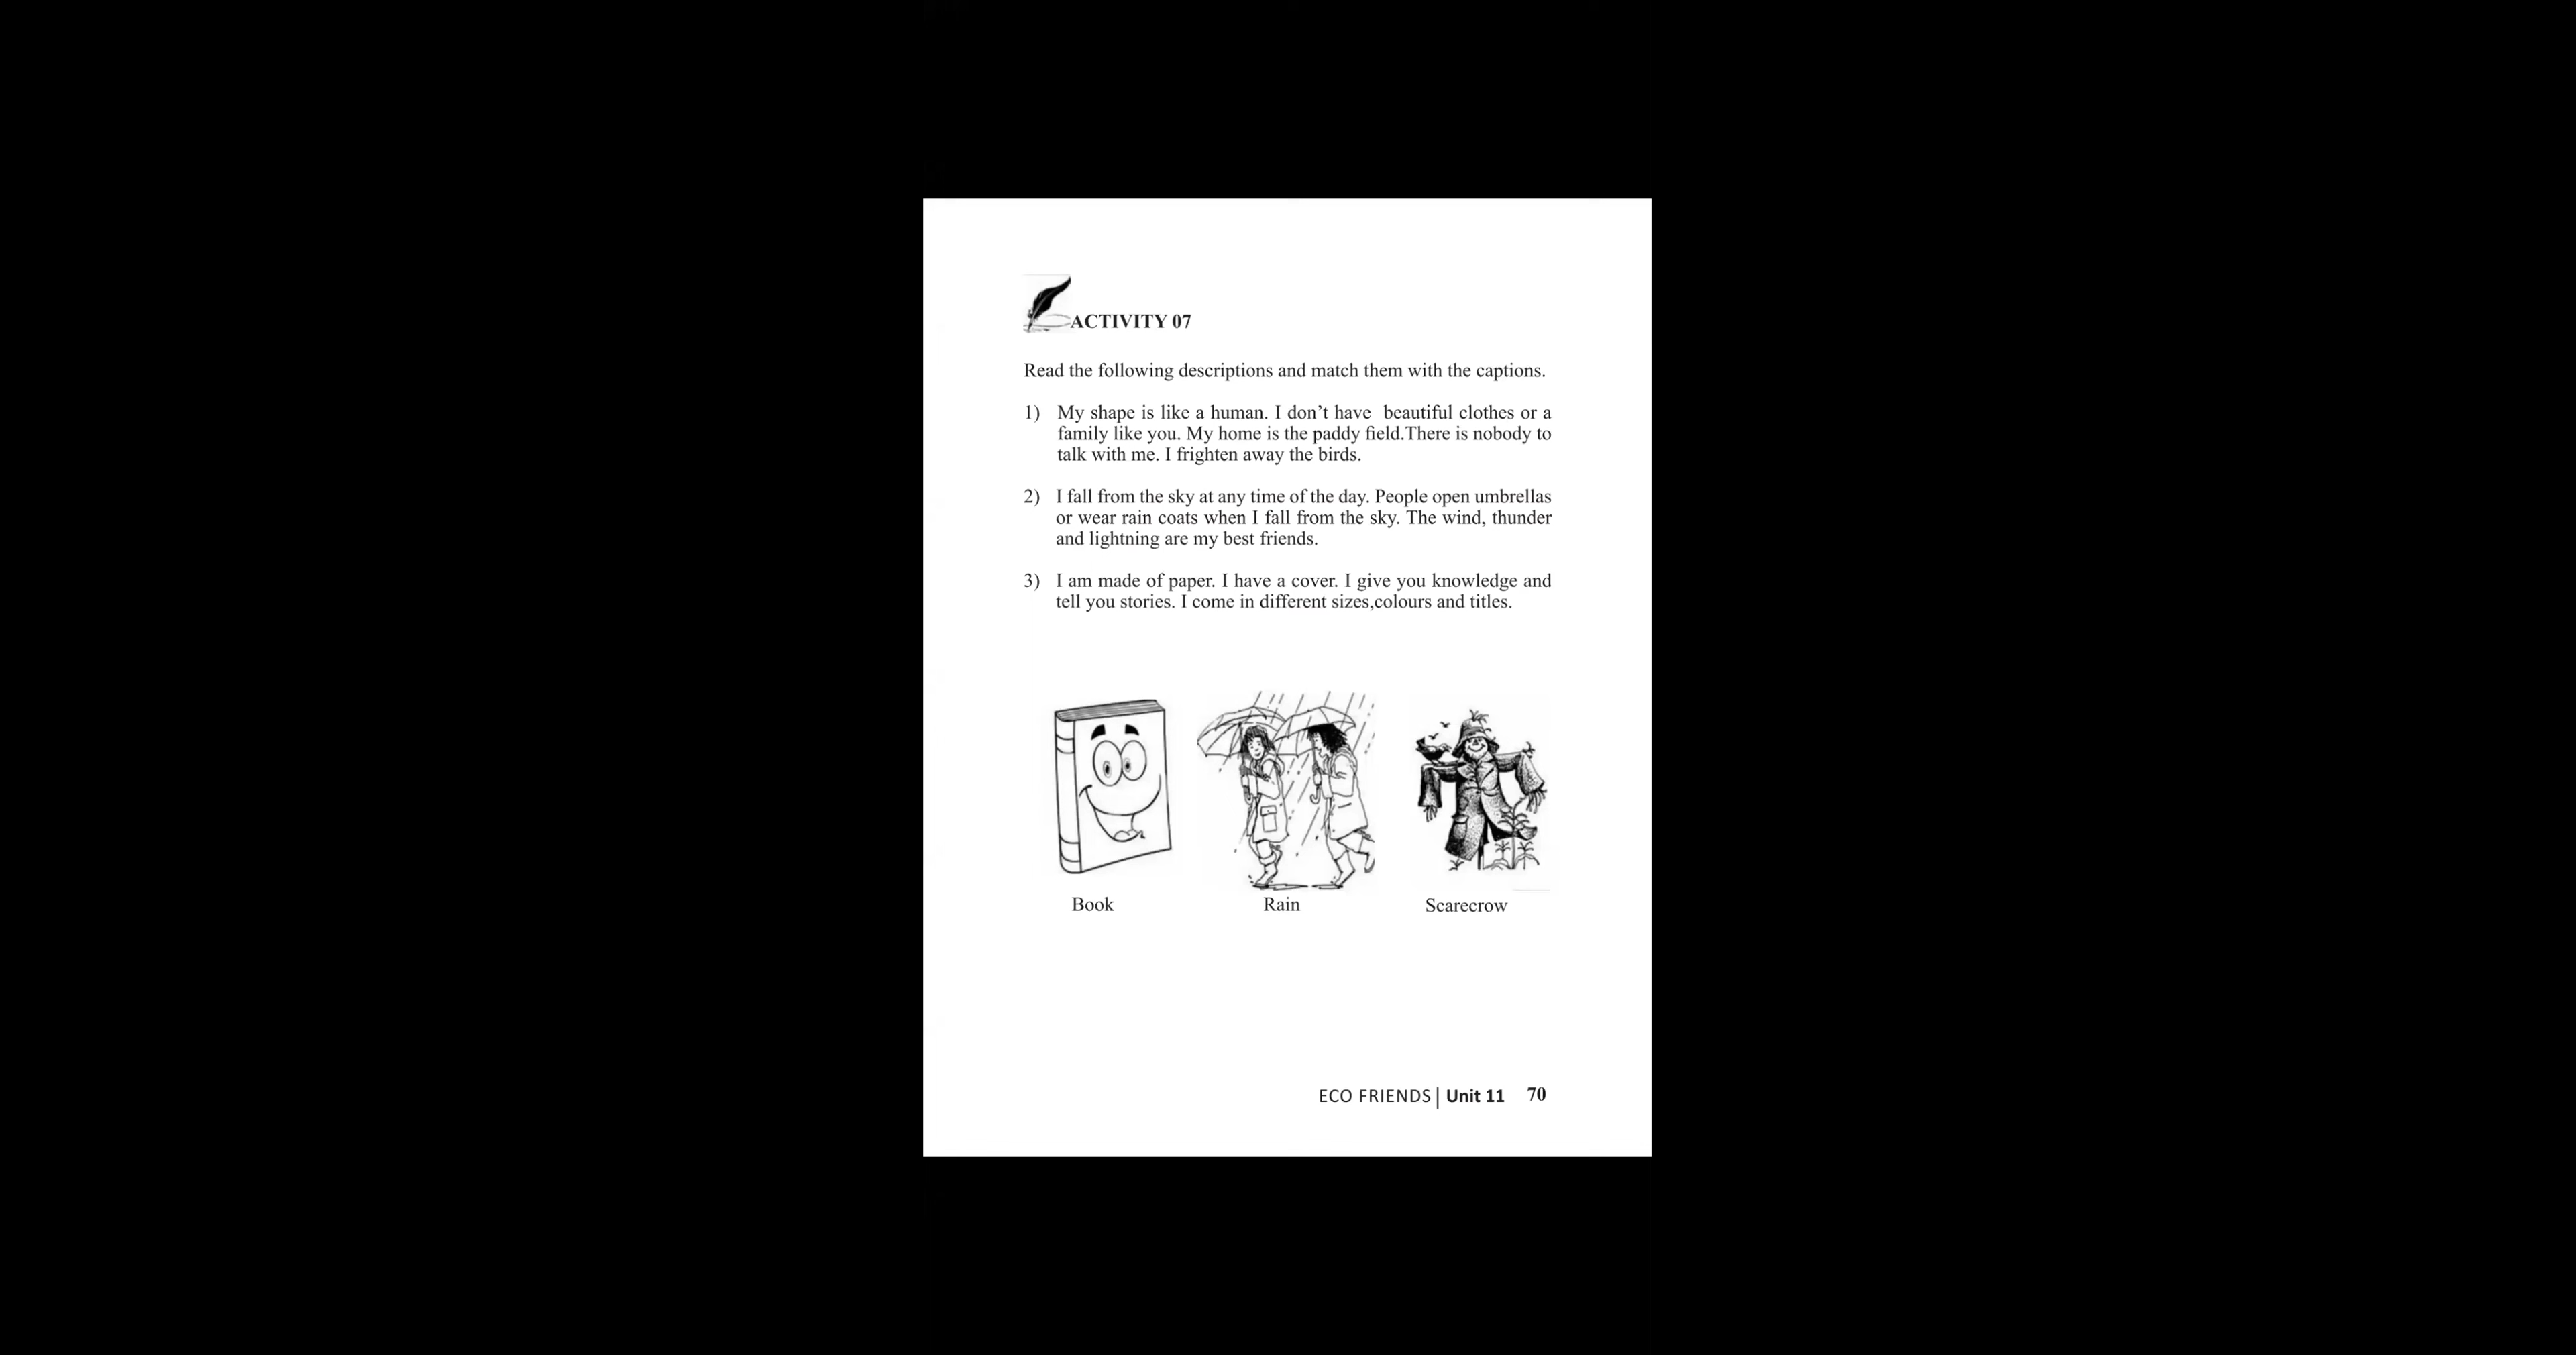 ACTIVITY 07
Read the following descriptions and match them with the captions.
1) My shape is like a human. I don’t have beautiful clothes or a
family like you. My home is the paddy field.There is nobody to
talk with me. I frighten away the birds.
2) I fall from the sky at any time of the day. People open umbrellas
or wear rain coats when I fall from the sky. The wind, thunder
and lightning are my best friends.
3) I am made of paper. I have a cover. I give you knowledge and
tell you stories. I come in different sizes,colours and titles.
Book Rain Scarecrow
ECO FRIENDS | Unit 11 70